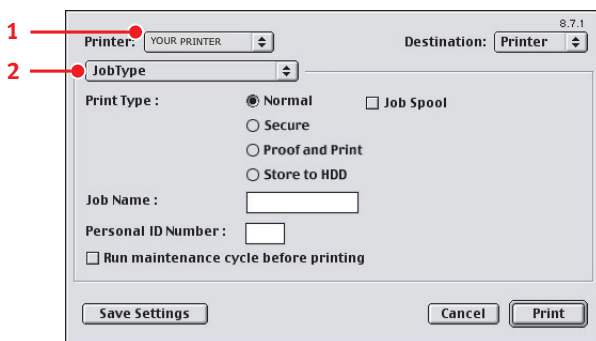 8.7.1
1
Printer: YOUR PRINTER Destination: Printer
2
JobType
Print Type : Normal Job Spool
Secure
Proof and Print
Store to HDD
Job Name :
Personal ID Number :
Run maintenance cycle before printing
Save Settings Cancel Print